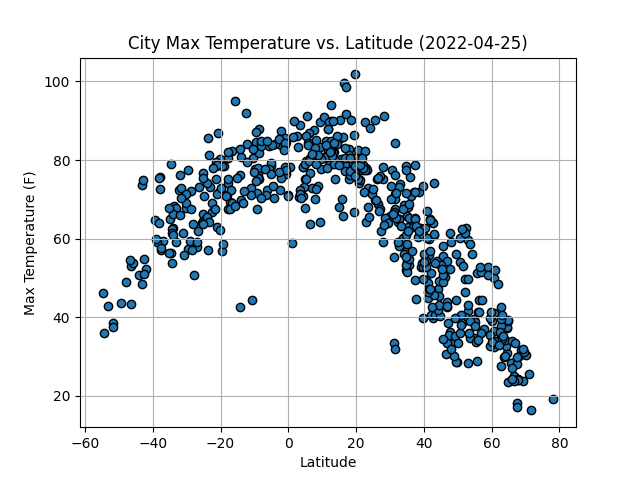 City Max Temperature vs. Latitude (2022-04-25)
100
80
60
40
20
Max Temperature (F)
−60 −40 −20 0 20 40 60 80
Latitude